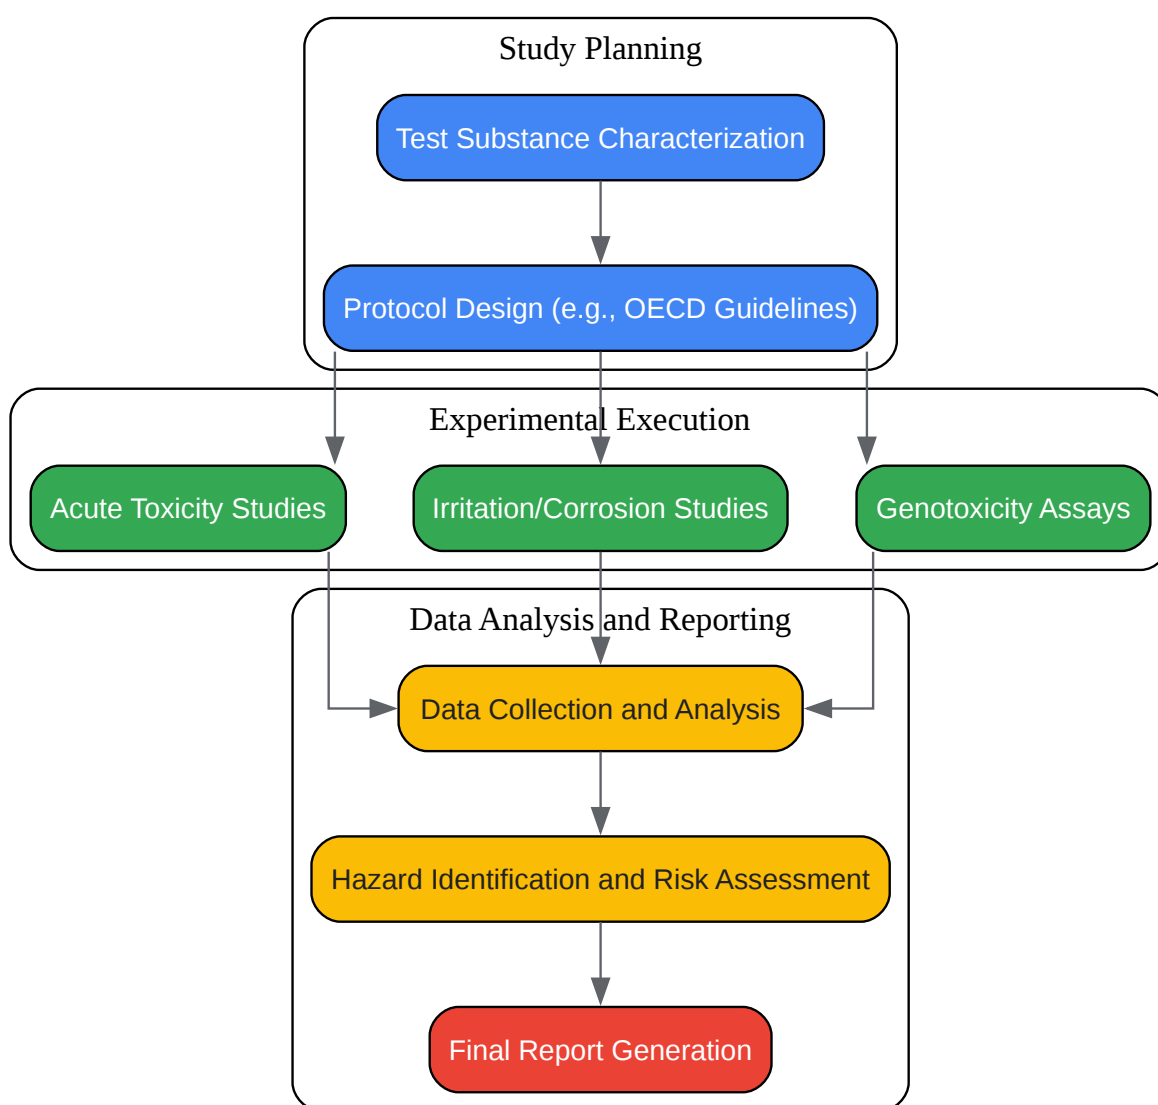 Study Planning
Test Substance Characterization
Protocol Design (e.g., OECD Guidelines)
Experimental Execution
Acute Toxicity Studies
Irritation/Corrosion Studies
Genotoxicity Assays
Data Analysis and Reporting
Data Collection and Analysis
Hazard Identification and Risk Assessment
Final Report Generation